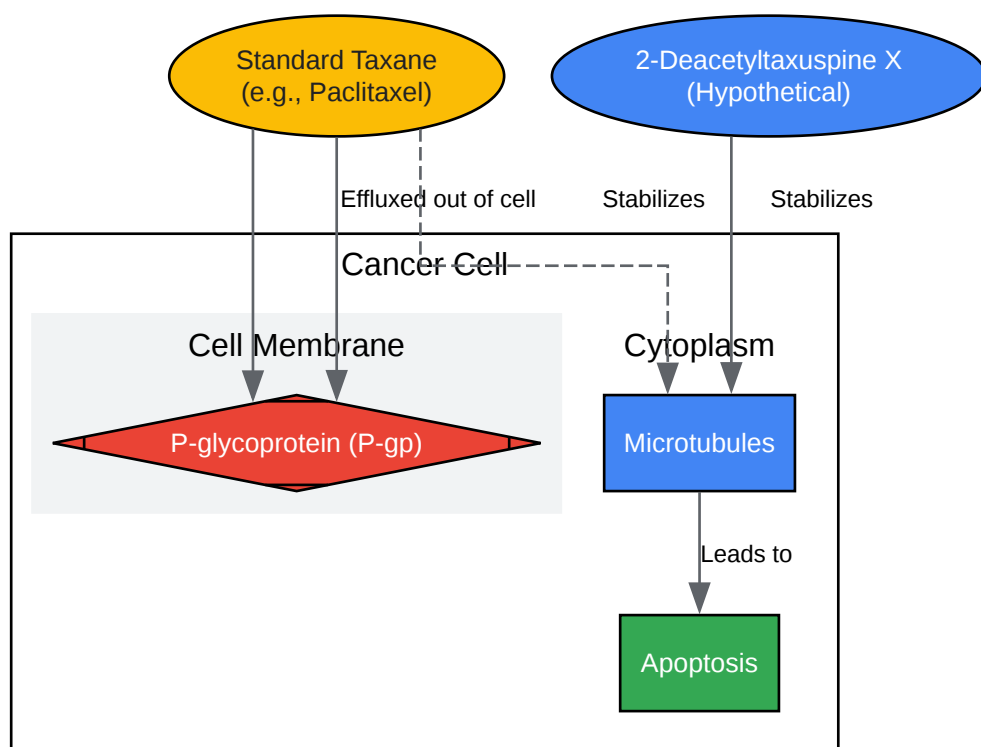 Standard Taxane
(e.g., Paclitaxel)
2-Deacetyltaxuspine X
(Hypothetical)
Effluxed out of cell
Stabilizes
Stabilizes
Cancer Cell
Cell Membrane
Cytoplasm
P-glycoprotein (P-gp)
Microtubules
Leads to
Apoptosis